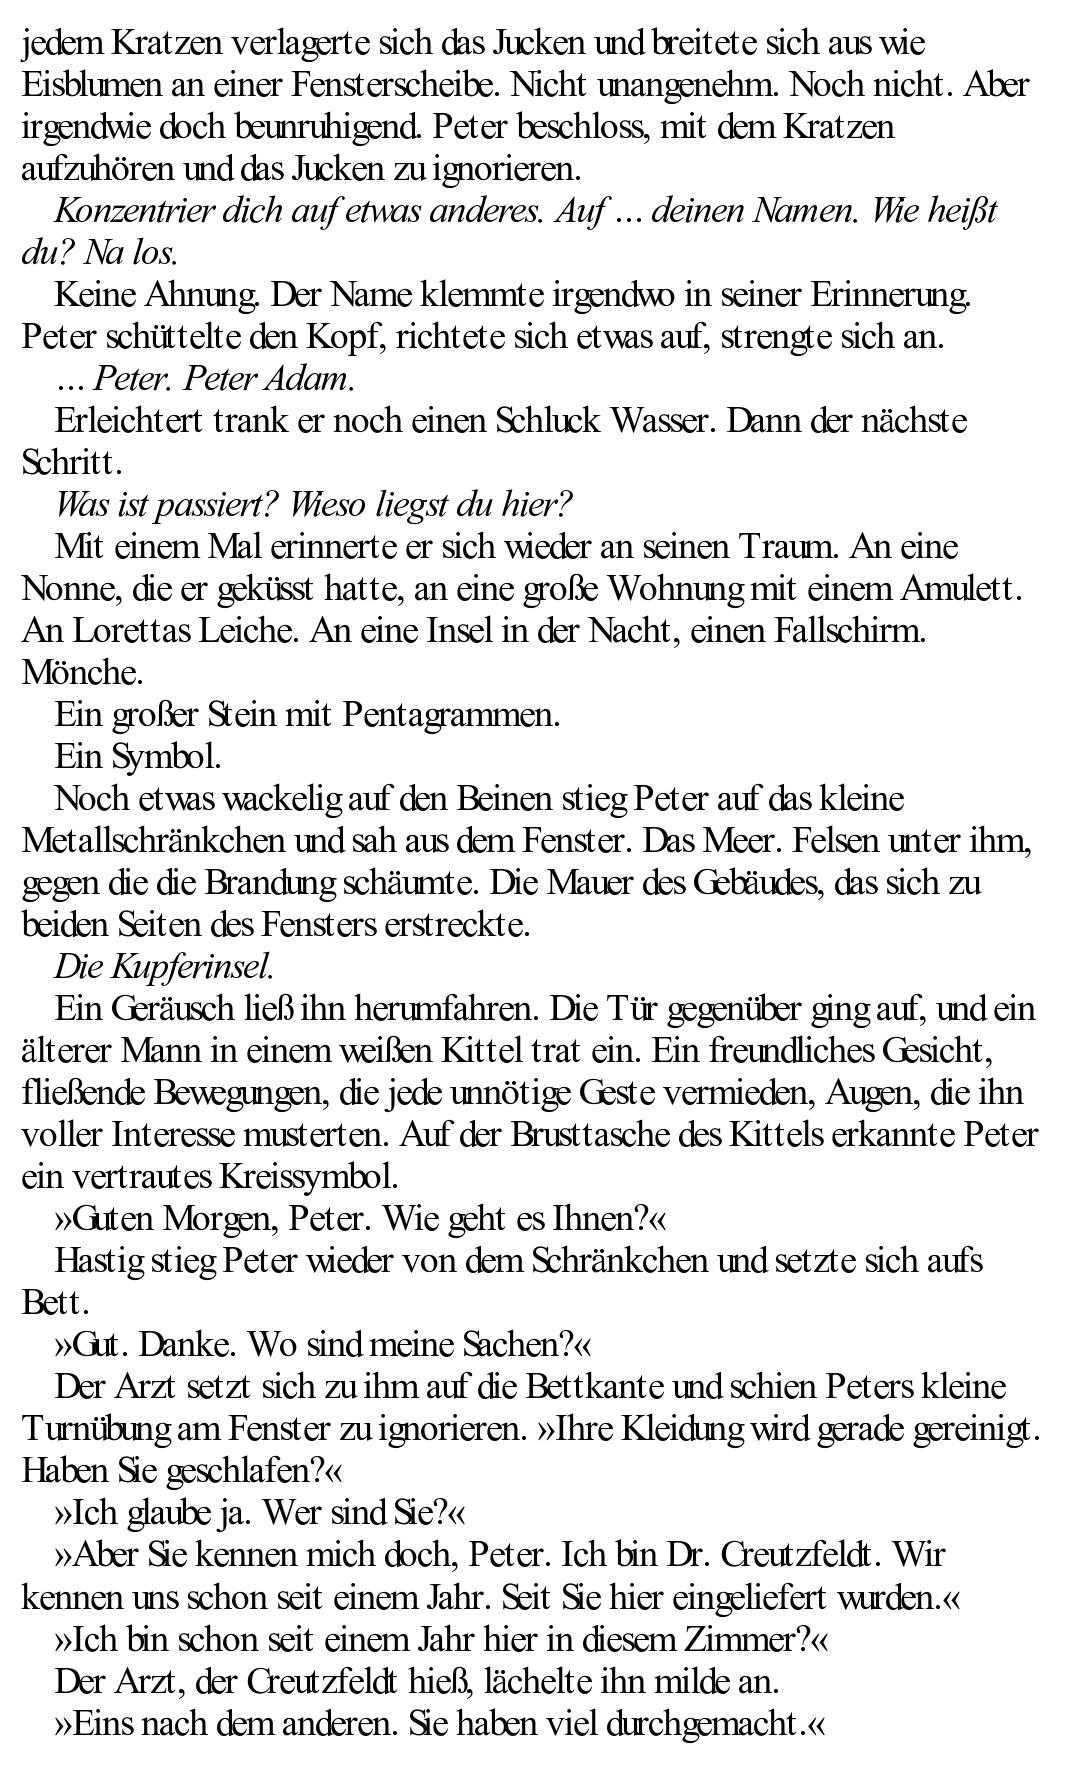 jedem Kratzen verlagerte sich das Jucken und breitete sich aus wie
Eisblumen an einer Fensterscheibe. Nicht unangenehm. Noch nicht. Aber
irgendwie doch beunruhigend. Peter beschloss, mit dem Kratzen
aufzuhören und das Jucken zu ignorieren.
Konzentrier dich auf etwas anderes. Auf … deinen Namen. Wie heißt
du? Na los.
Keine Ahnung. Der Name klemmte irgendwo in seiner Erinnerung.
Peter schüttelte den Kopf, richtete sich etwas auf, strengte sich an.
… Peter. Peter Adam.
Erleichtert trank er noch einen Schluck Wasser. Dann der nächste
Schritt.
Was ist passiert? Wieso liegst du hier?
Mit einem Mal erinnerte er sich wieder an seinen Traum. An eine
Nonne, die er geküsst hatte, an eine große Wohnung mit einem Amulett.
An Lorettas Leiche. An eine Insel in der Nacht, einen Fallschirm.
Mönche.
Ein großer Stein mit Pentagrammen.
Ein Symbol.
Noch etwas wackelig auf den Beinen stieg Peter auf das kleine
Metallschränkchen und sah aus dem Fenster. Das Meer. Felsen unter ihm,
gegen die die Brandung schäumte. Die Mauer des Gebäudes, das sich zu
beiden Seiten des Fensters erstreckte.
Die Kupferinsel.
Ein Geräusch ließ ihn herumfahren. Die Tür gegenüber ging auf, und ein
älterer Mann in einem weißen Kittel trat ein. Ein freundliches Gesicht,
fließende Bewegungen, die jede unnötige Geste vermieden, Augen, die ihn
voller Interesse musterten. Auf der Brusttasche des Kittels erkannte Peter
ein vertrautes Kreissymbol.
»Guten Morgen, Peter. Wie geht es Ihnen?«
Hastig stieg Peter wieder von dem Schränkchen und setzte sich aufs
Bett.
»Gut. Danke. Wo sind meine Sachen?«
Der Arzt setzt sich zu ihm auf die Bettkante und schien Peters kleine
Turnübung am Fenster zu ignorieren. »Ihre Kleidung wird gerade gereinigt.
Haben Sie geschlafen?«
»Ich glaube ja. Wer sind Sie?«
»Aber Sie kennen mich doch, Peter. Ich bin Dr. Creutzfeldt. Wir
kennen uns schon seit einem Jahr. Seit Sie hier eingeliefert wurden.«
»Ich bin schon seit einem Jahr hier in diesem Zimmer?«
Der Arzt, der Creutzfeldt hieß, lächelte ihn milde an.
»Eins nach dem anderen. Sie haben viel durchgemacht.«